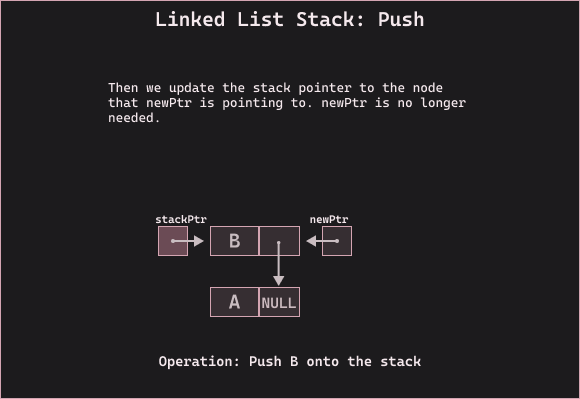 Linked List Stack: Push
Then we update the stack pointer to the node
that newPtr is pointing to. newPtr is no longer
needed.
stackPtr
newPtr
B
A
NULL
Operation: Push B onto the stack